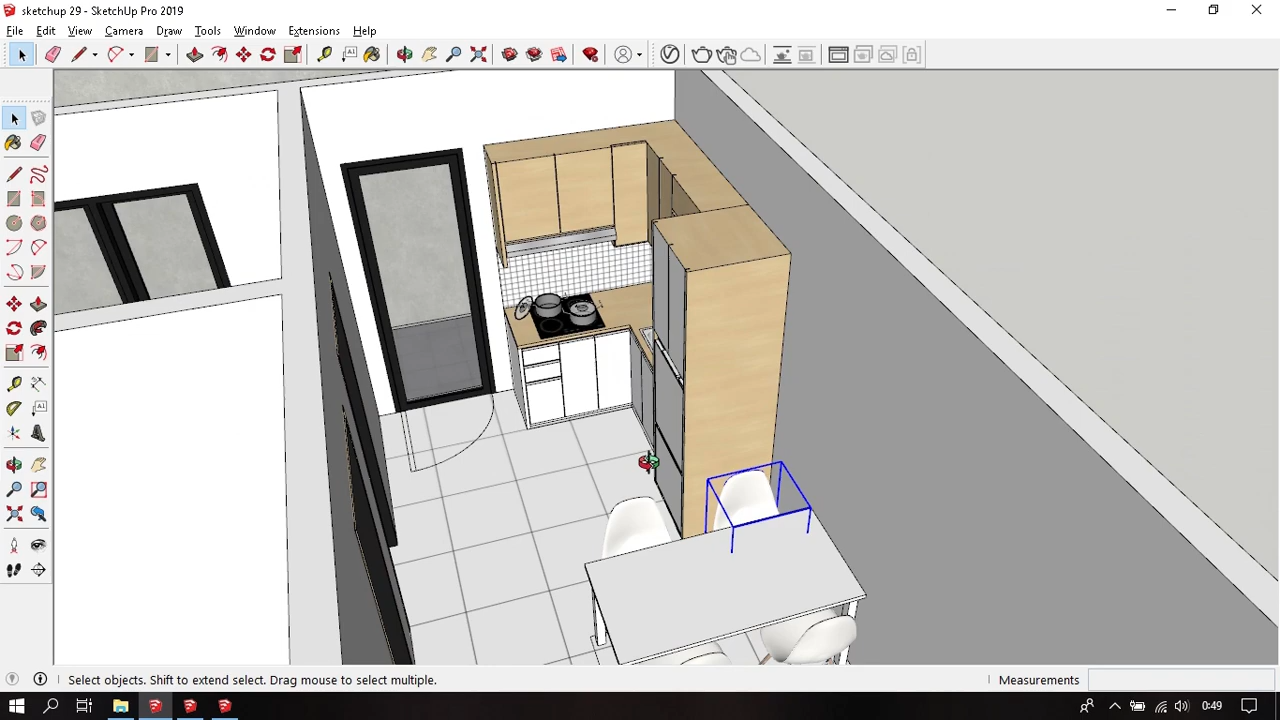 sketchup 29 - SketchUp Pro 2019
File Edit View Camera Draw Tools Window Extensions Help
Select objects. Shift to extend select. Drag mouse to select multiple.
Measurements
0:49